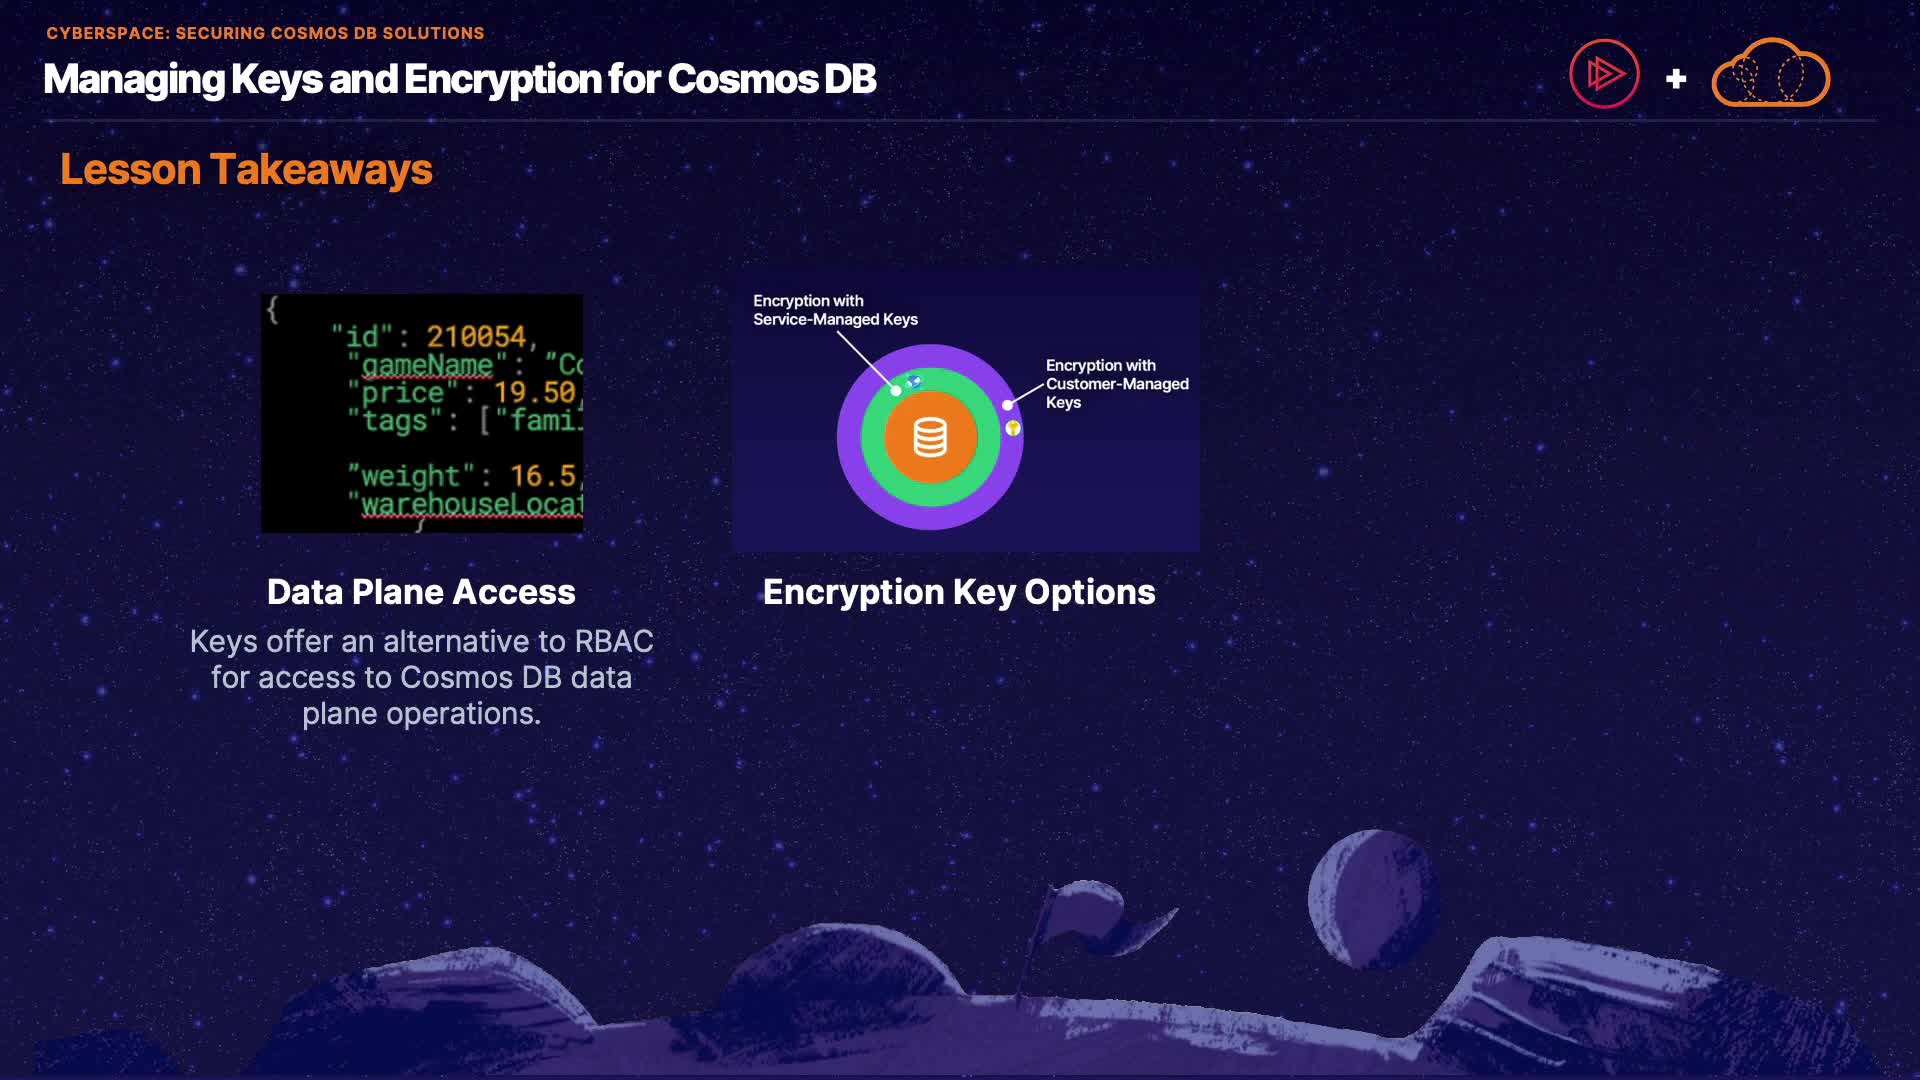 CYBERSPACE: SECURING COSMOS DB SOLUTIONS
Managing Keys and Encryption for Cosmos DB
+
Lesson Takeaways
{
"id": 210054,
"gameName": "Co
"price": 19.50,
"tags": ["fami
"weight": 16.5,
"warehouseLocat
{
Data Plane Access
Keys offer an alternative to RBAC
for access to Cosmos DB data
plane operations.
Encryption with
Service-Managed Keys
Encryption with
Customer-Managed
Keys
Encryption Key Options